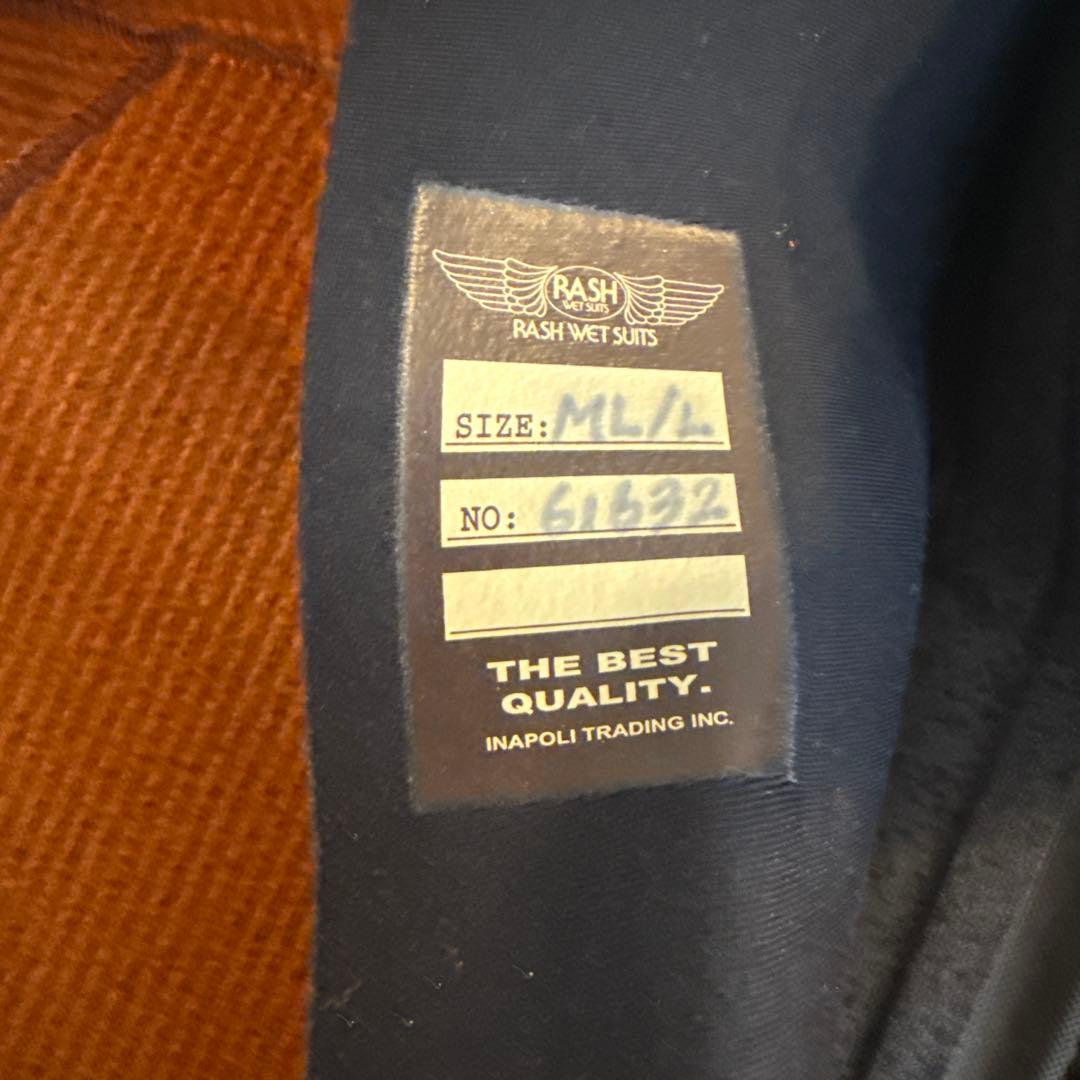 RASH
WET SUITS
RASH WET SUITS
SIZE: ML/L
NO: 61632
THE BEST
QUALITY.
INAPOLI TRADING INC.